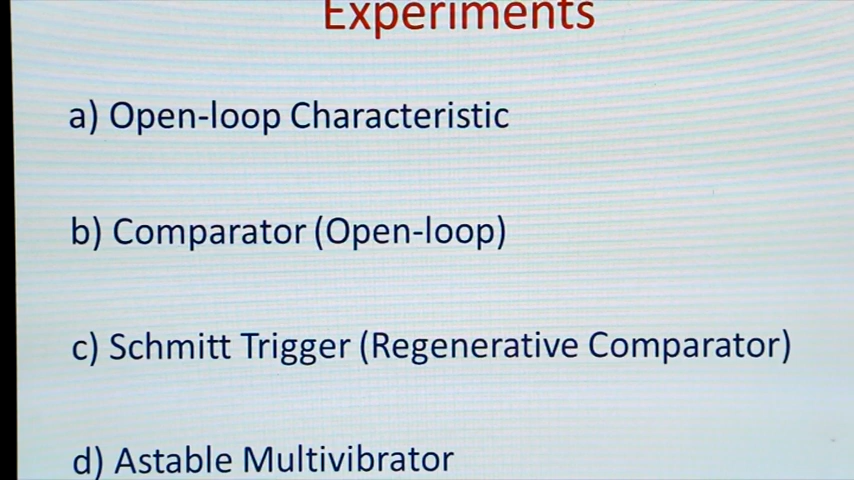 Experiments
a) Open-loop Characteristic
b) Comparator (Open-loop)
c) Schmitt Trigger (Regenerative Comparator)
d) Astable Multivibrator